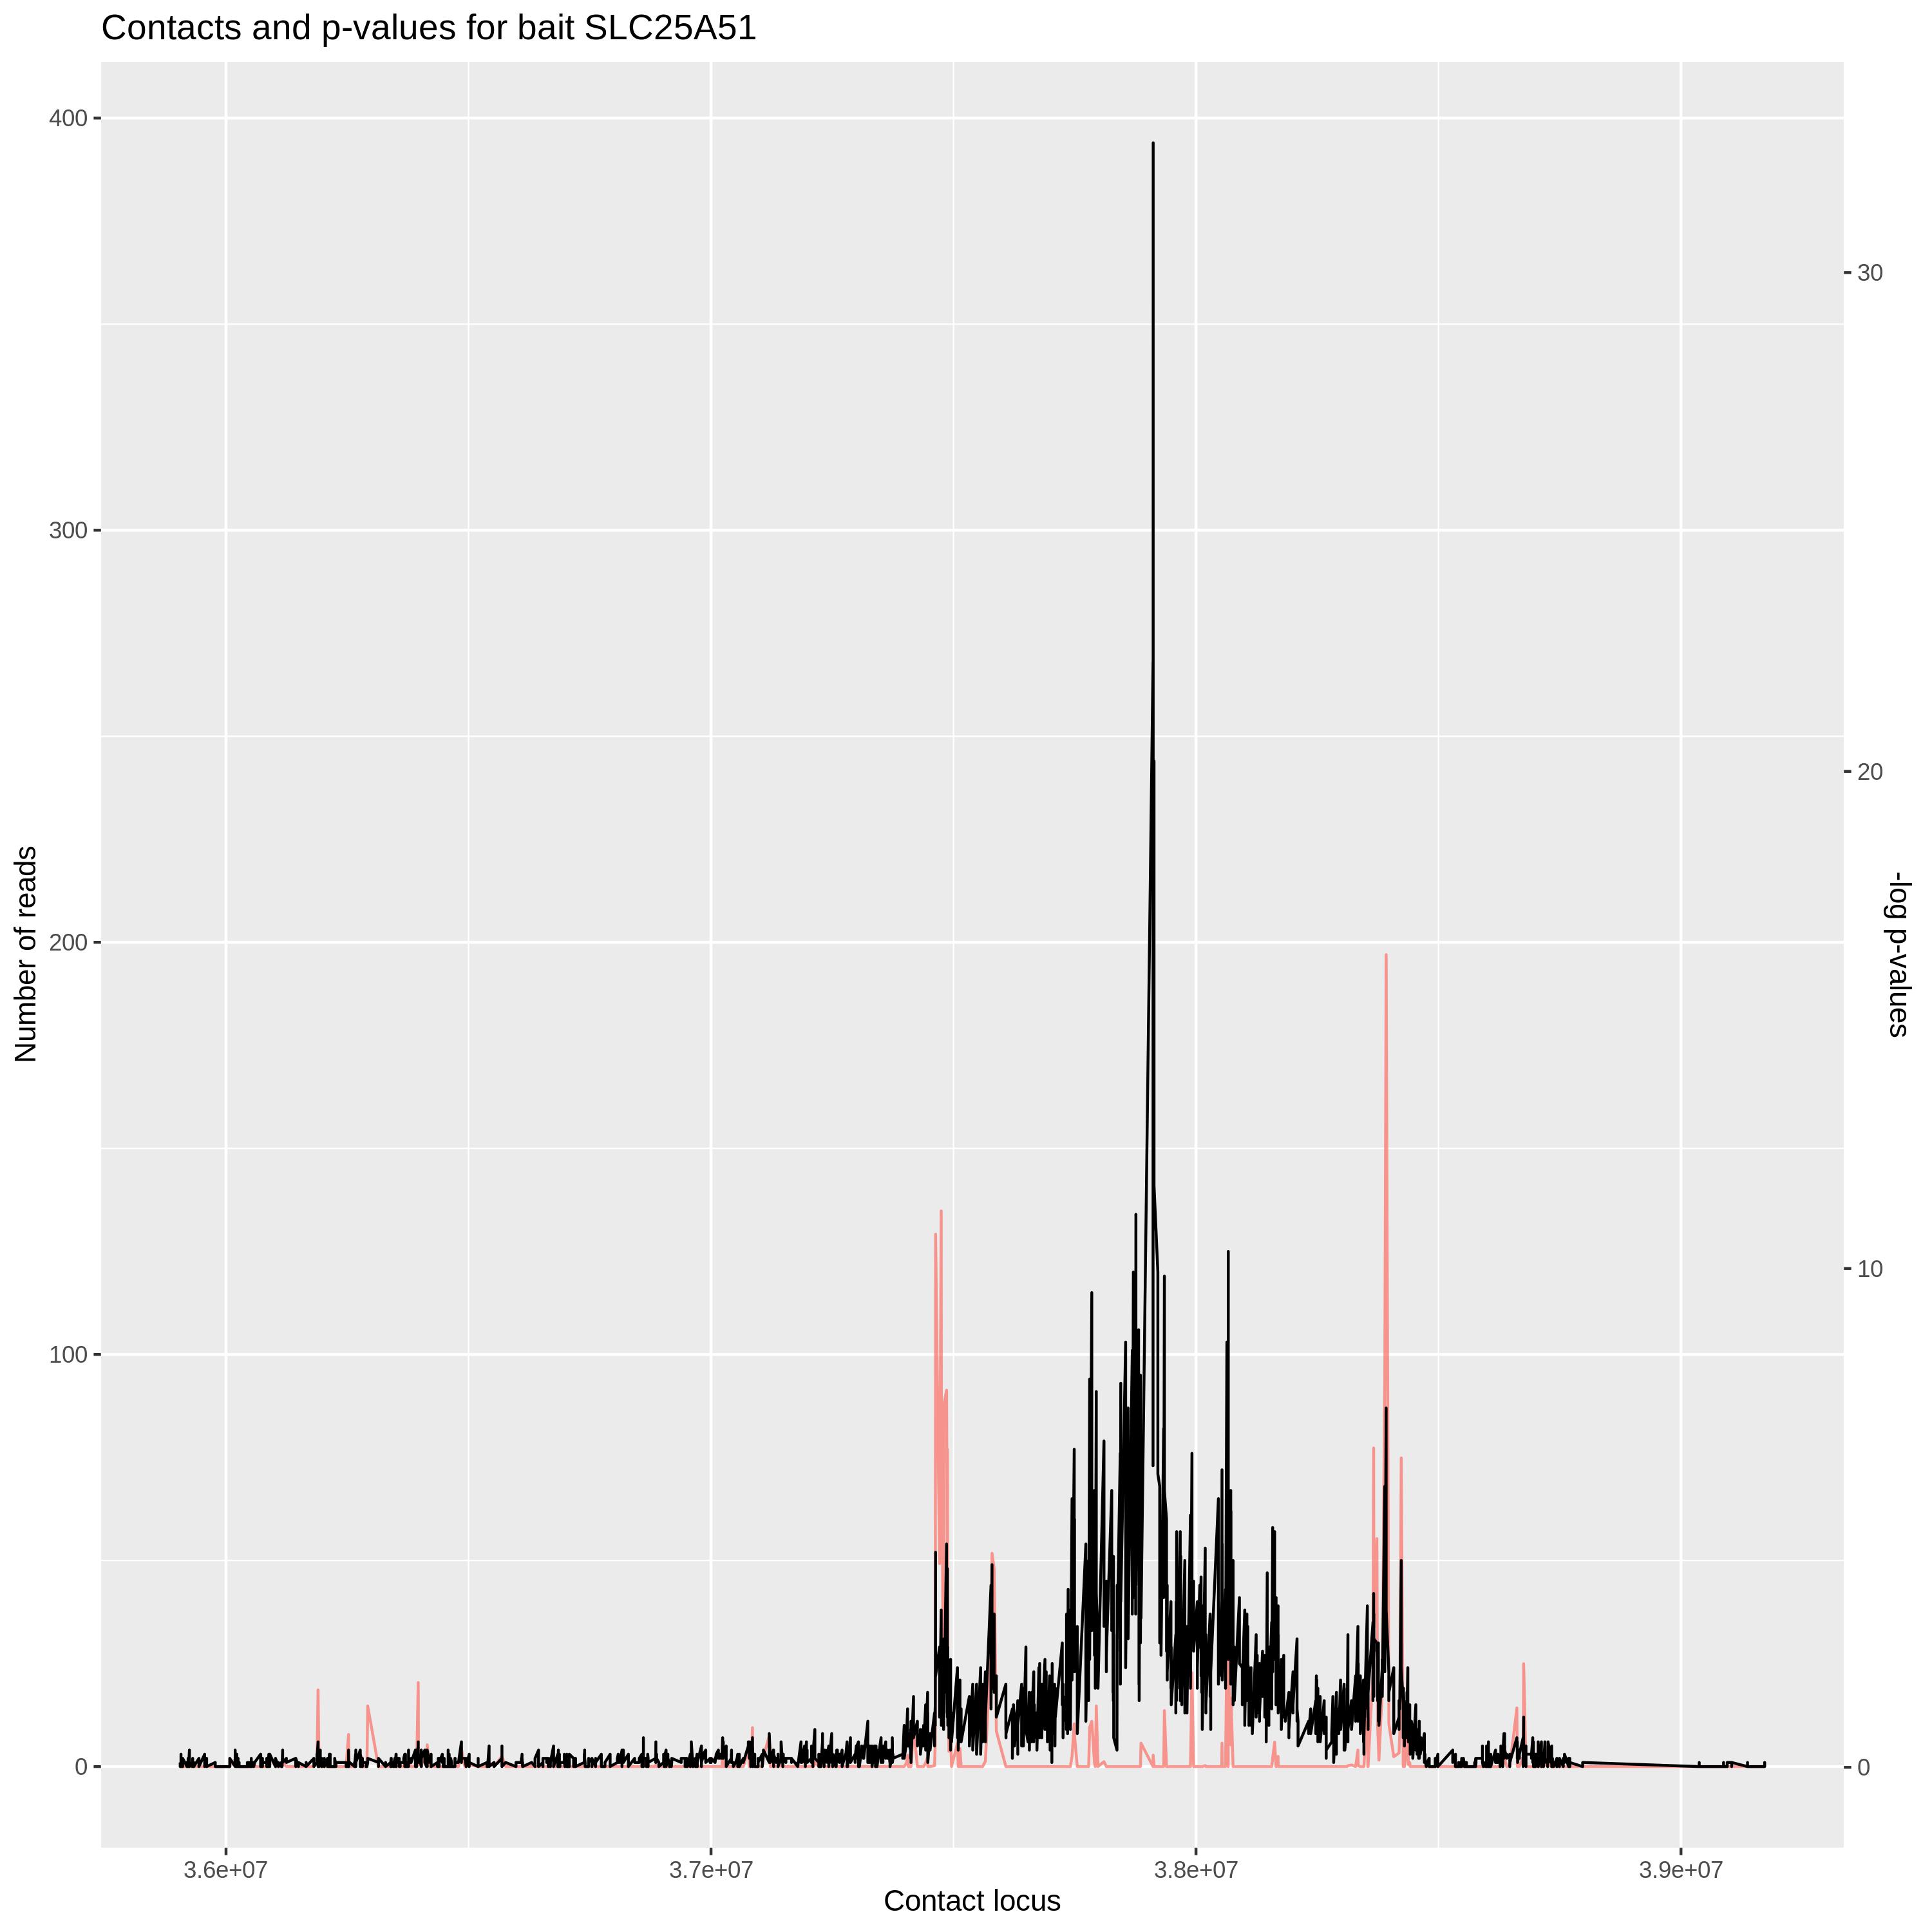 Contacts and p-values for bait SLC25A51
400
300
200
100
0
Number of reads
30
20
10
0
-log p-values
3.6e+07 3.7e+07 3.8e+07 3.9e+07
Contact locus